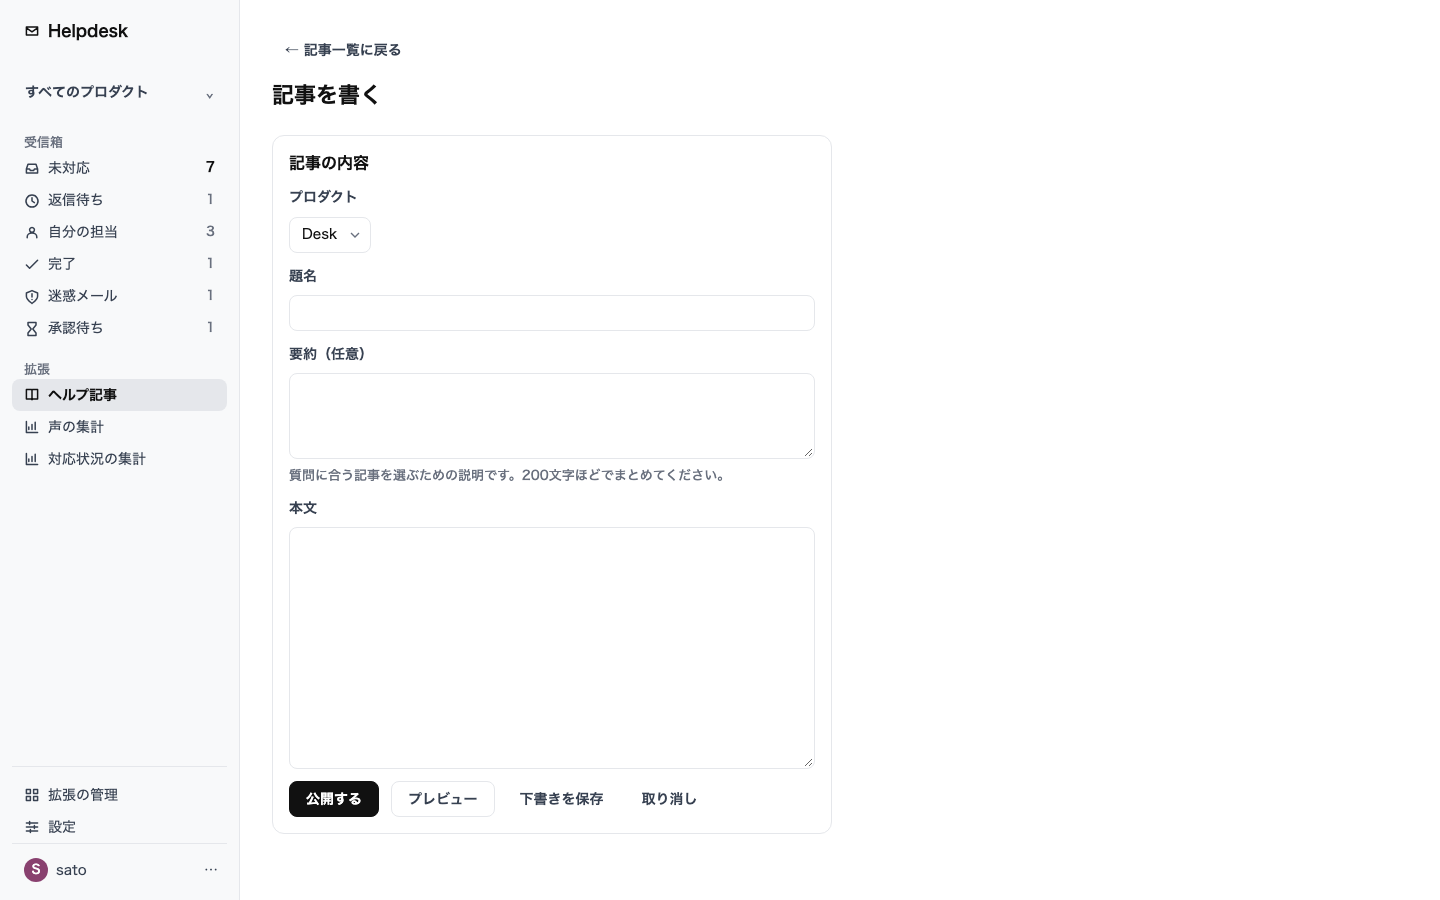 Helpdesk
すべてのプロダクト
受信箱
未対応 7
返信待ち 1
自分の担当 3
完了 1
迷惑メール 1
承認待ち 1
拡張
ヘルプ記事
声の集計
対応状況の集計
拡張の管理
設定
S sato …
← 記事一覧に戻る
記事を書く
記事の内容
プロダクト
Desk
題名
要約（任意）
質問に合う記事を選ぶための説明です。200文字ほどでまとめてください。
本文
公開する プレビュー 下書きを保存 取り消し